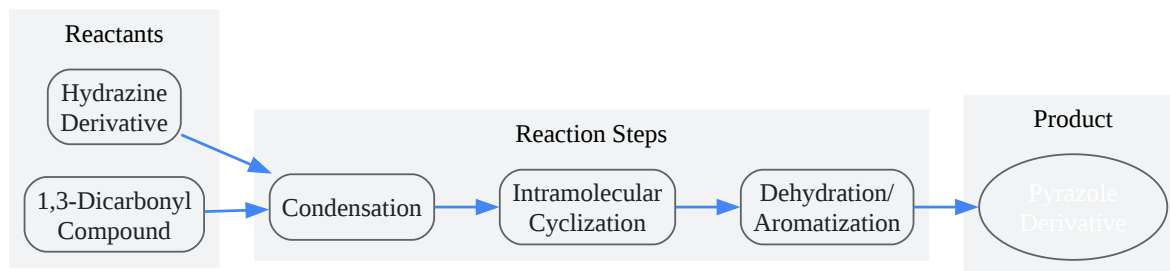 Reactants
Hydrazine
Derivative
1,3-Dicarbonyl
Compound
Reaction Steps
Condensation
Intramolecular
Cyclization
Dehydration/
Aromatization
Product
Pyrazole
Derivative